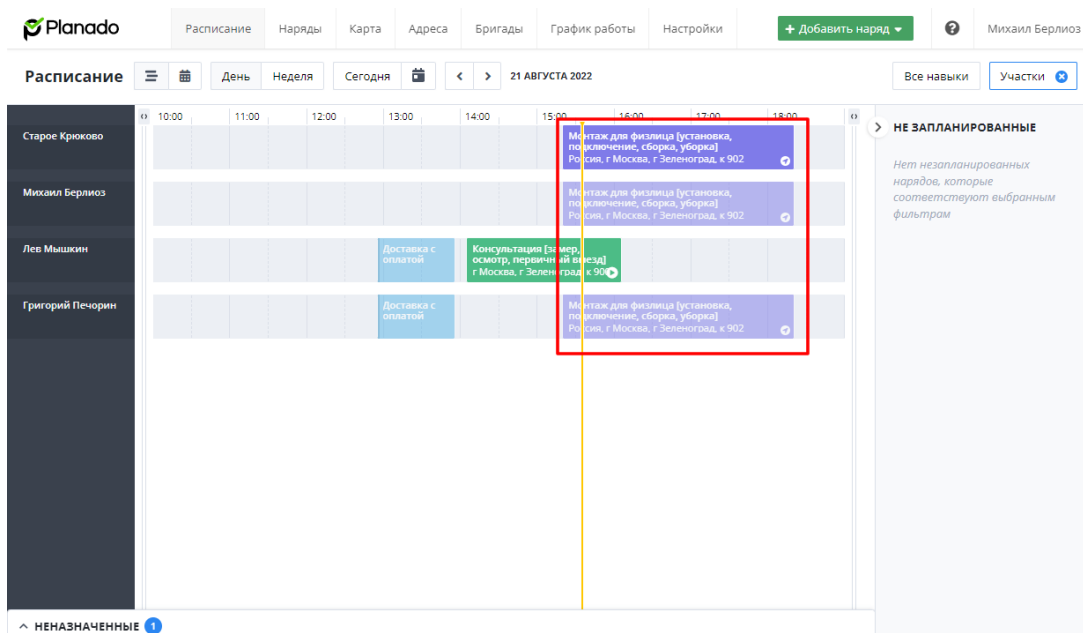 Planado Расписание Наряды Карта Адреса Бригады График работы Настройки + Добавить наряд Михаил Берлиоз
Расписание День Неделя Сегодня 21 АВГУСТА 2022 Все навыки Участки
10:00 11:00 12:00 13:00 14:00 15:00 16:00 17:00 18:00
НЕ ЗАПЛАНИРОВАННЫЕ
Нет незапланированных
нарядов, которые
соответствуют выбранным
фильтрам
Старое Крюково
Монтаж для физлица [установка,
подключение, сборка, уборка]
Россия, г Москва, г Зеленоград, к 902
Михаил Берлиоз
Монтаж для физлица [установка,
подключение, сборка, уборка]
Россия, г Москва, г Зеленоград, к 902
Лев Мышкин
Доставка с
оплатой
Консультация [замер,
осмотр, первичный выезд]
г Москва, г Зеленоград, к 90
Григорий Печорин
Доставка с
оплатой
Монтаж для физлица [установка,
подключение, сборка, уборка]
Россия, г Москва, г Зеленоград, к 902
НЕНАЗНАЧЕННЫЕ 1